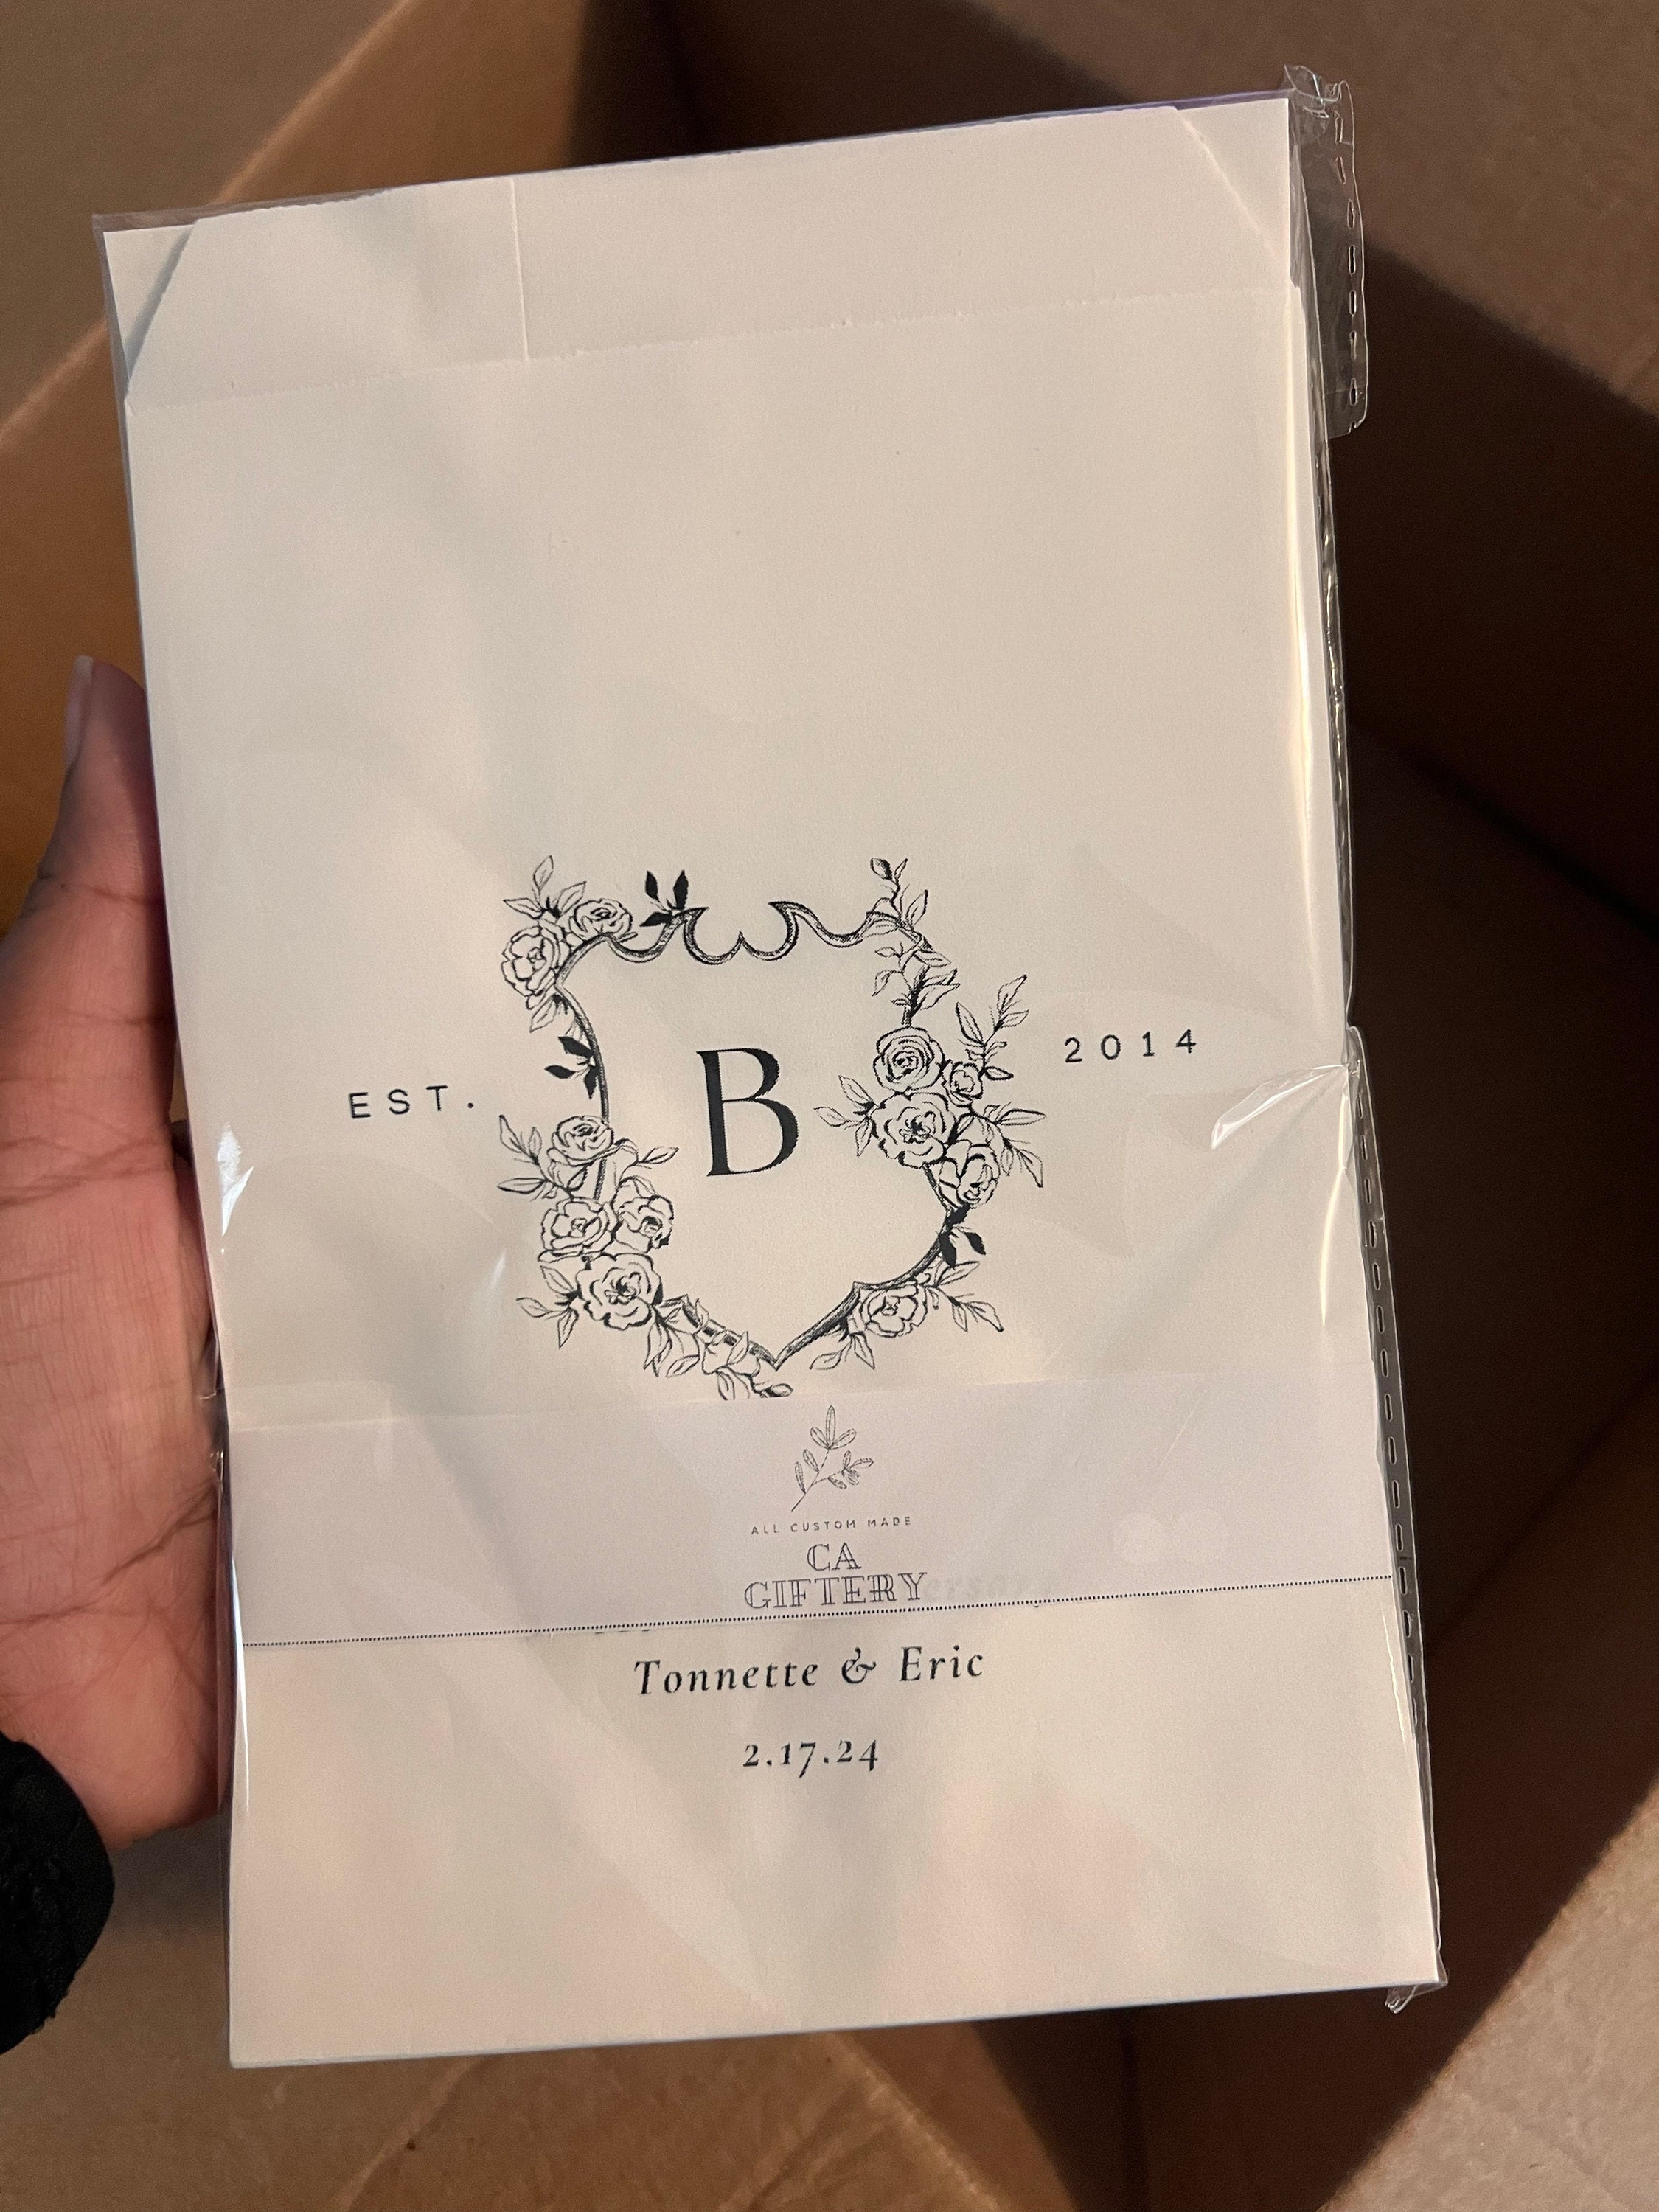 EST. B 2014
ALL CUSTOM MADE
CA
GIFTERY
Tonnette & Eric
2.17.24